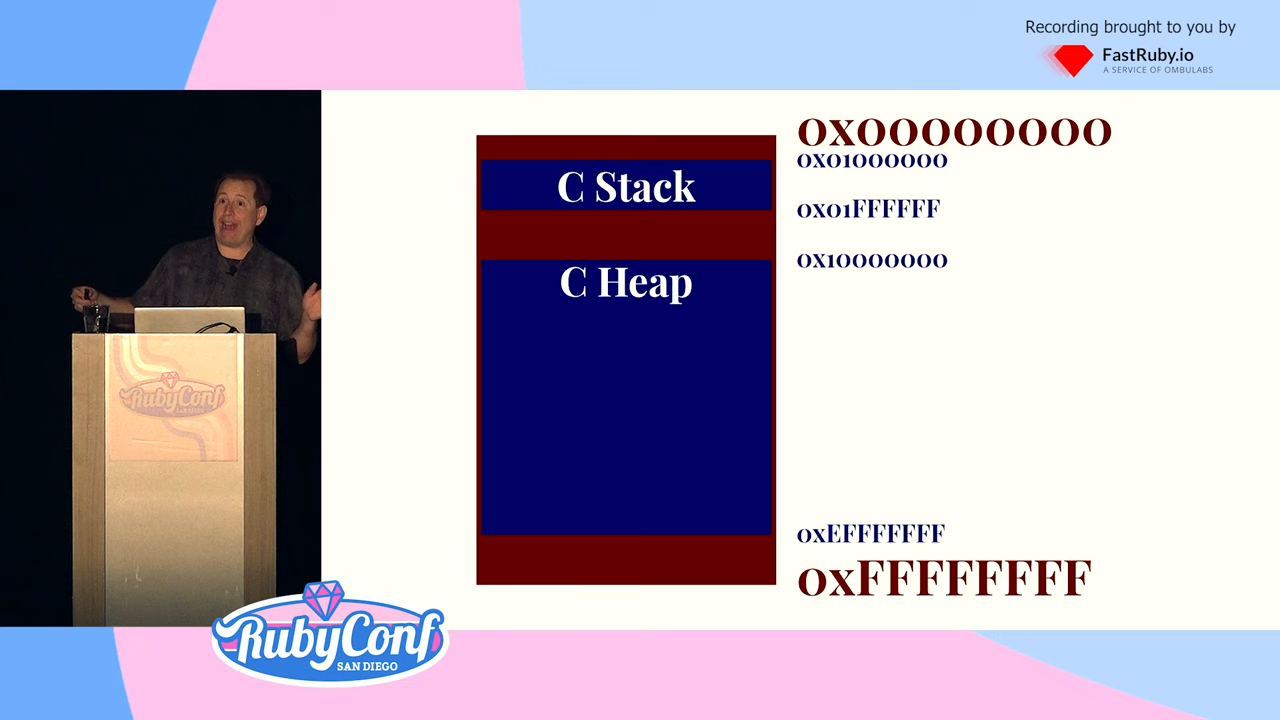 Recording brought to you by
FastRuby.io
A SERVICE OF OMBULABS
C Stack
C Heap
0x00000000
0x01000000
0x01FFFFFF
0x10000000
0xEFFFFFFF
0xFFFFFFFF
RubyConf
RubyConf
SAN DIEGO